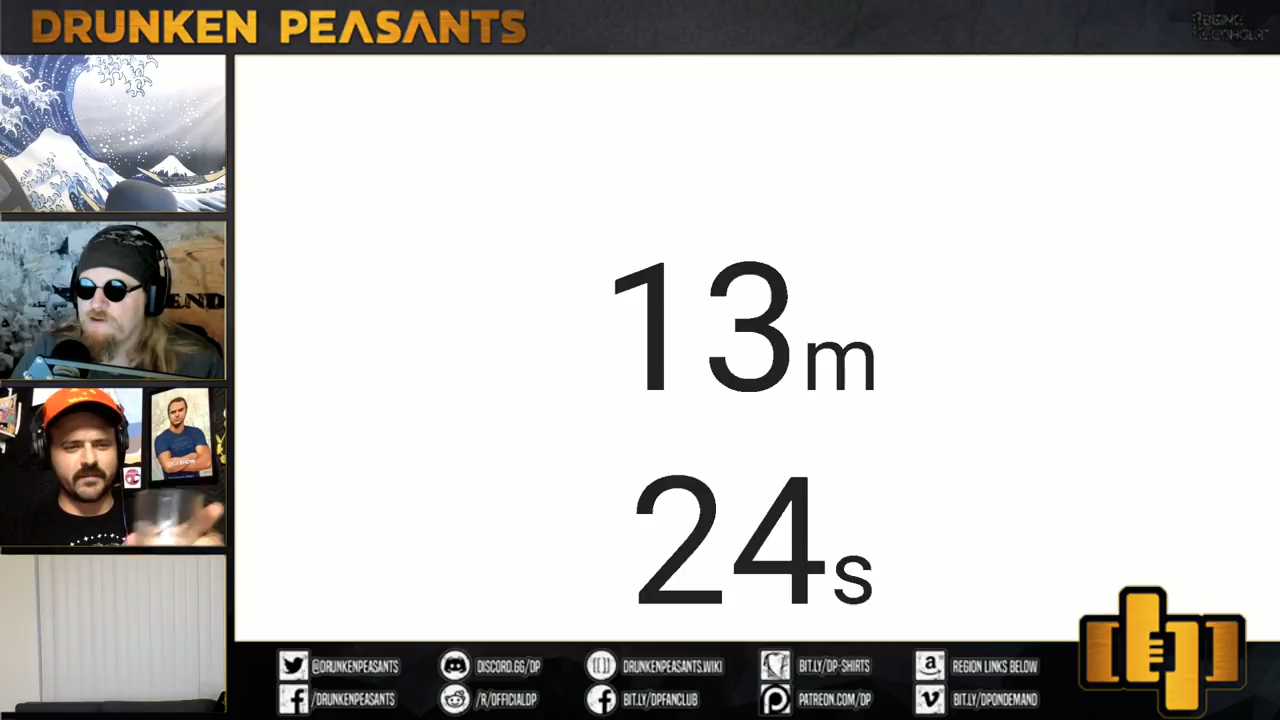 DRUNKEN PEASANTS
13m
24s
END
@DRUNKENPEASANTS
DISCORD.GG/DP
DRUNKENPEASANTS.WIKI
BIT.LY/DP-SHIRTS
REGION LINKS BELOW
/DRUNKENPEASANTS
/R/OFFICIALDP
BIT.LY/DPFANCLUB
PATREON.COM/DP
BIT.LY/DPONDEMAND